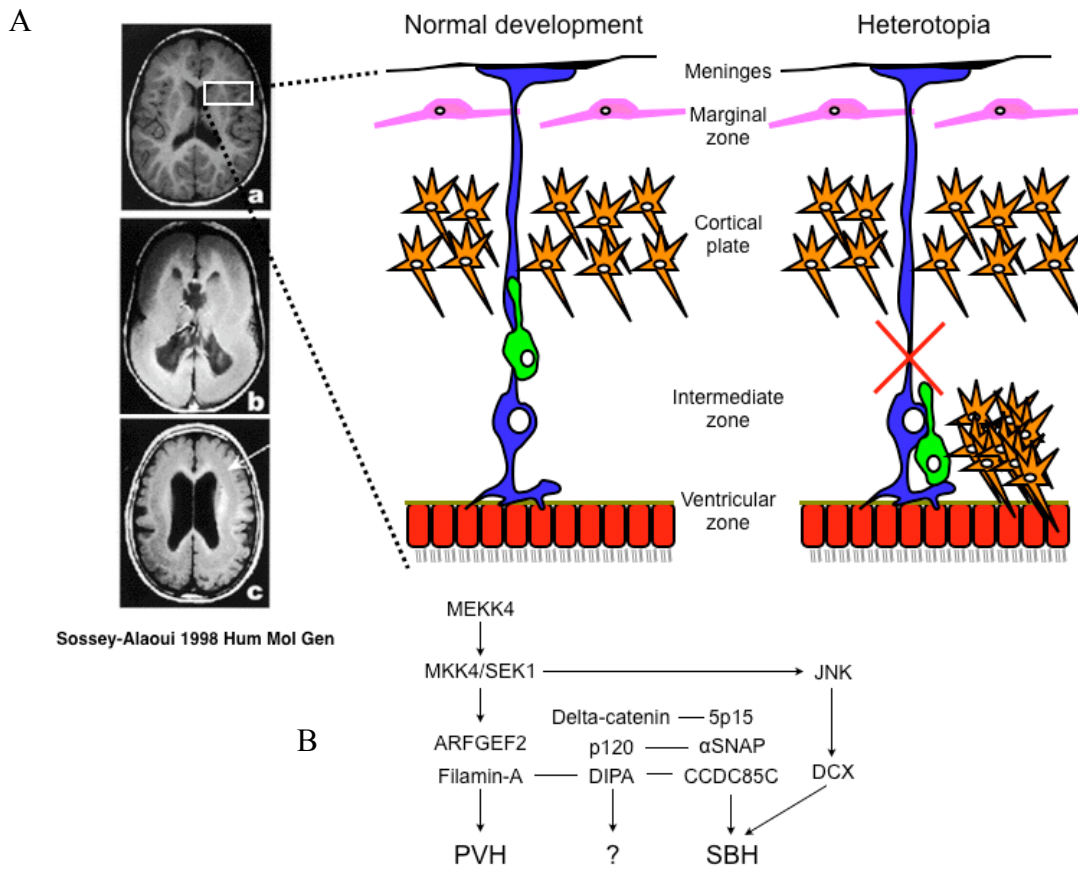 A
Normal development
Heterotopia
Meninges
Marginal
zone
a
Cortical
plate
b
Intermediate
zone
Ventricular
zone
c
MEKK4
Sossey-Alaoui 1998 Hum Mol Gen
MKK4/SEK1
JNK
Delta-catenin
5p15
B
ARFGEF2
p120
αSNAP
Filamin-A
DIPA
CCDC85C
DCX
PVH
?
SBH